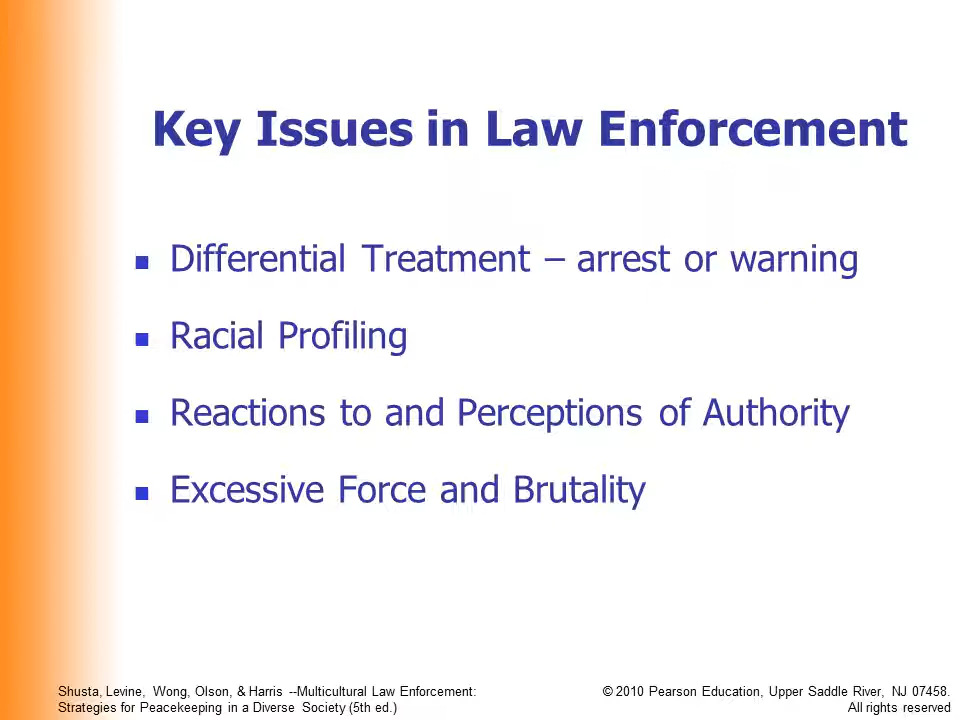 Key Issues in Law Enforcement
Differential Treatment – arrest or warning
Racial Profiling
Reactions to and Perceptions of Authority
Excessive Force and Brutality
Shusta, Levine, Wong, Olson, & Harris --Multicultural Law Enforcement:
Strategies for Peacekeeping in a Diverse Society (5th ed.)
© 2010 Pearson Education, Upper Saddle River, NJ 07458.
All rights reserved